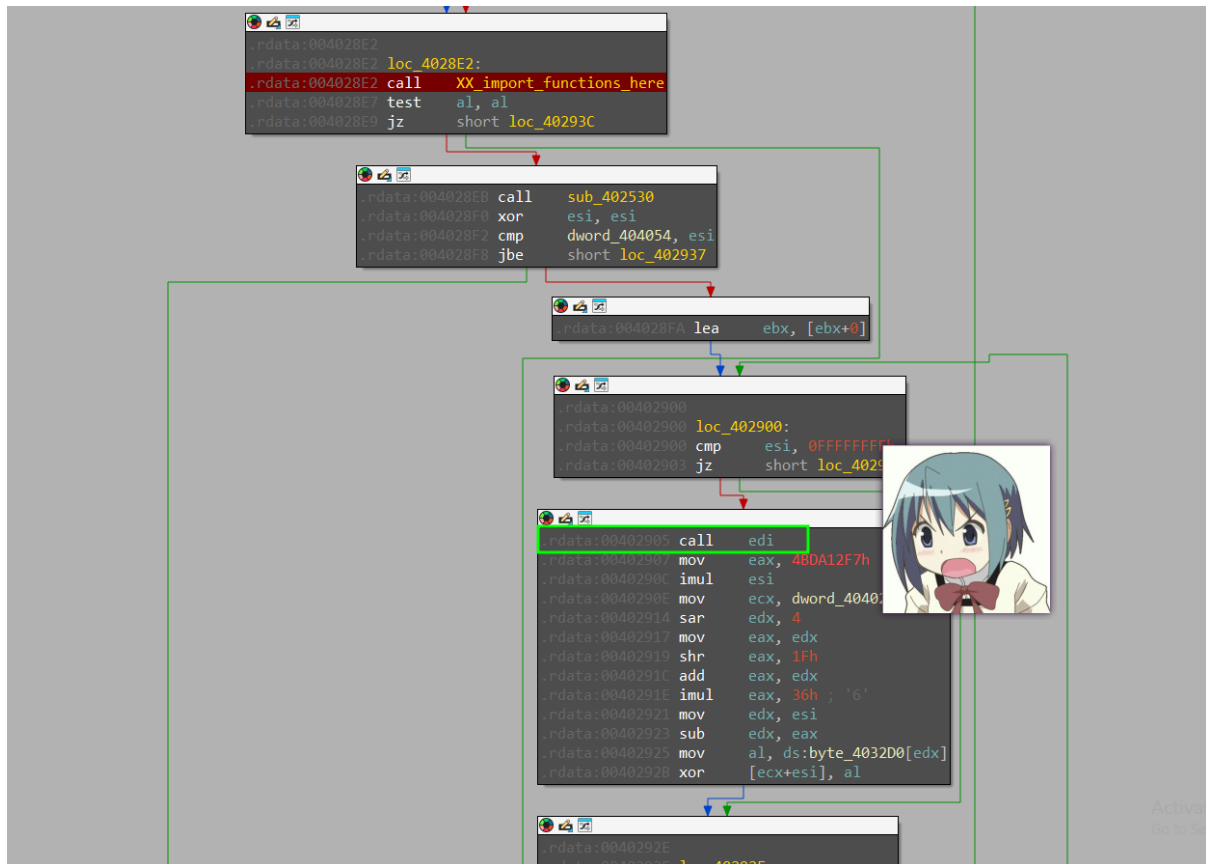 .rdata:004028E2
.rdata:004028E2 loc_4028E2:
.rdata:004028E2 call XX_import_functions_here
.rdata:004028E7 test al, al
.rdata:004028E9 jz short loc_40293C
.rdata:004028EB call sub_402530
.rdata:004028F0 xor esi, esi
.rdata:004028F2 cmp dword_404054, esi
.rdata:004028F8 jbe short loc_402937
.rdata:004028FA lea ebx, [ebx+0]
.rdata:00402900
.rdata:00402900 loc_402900:
.rdata:00402900 cmp esi, 0FFFFFFFFh
.rdata:00402903 jz short loc_4029
.rdata:00402905 call edi
.rdata:00402907 mov eax, 4BDA12F7h
.rdata:0040290C imul esi
.rdata:0040290E mov ecx, dword_40402
.rdata:00402914 sar edx, 4
.rdata:00402917 mov eax, edx
.rdata:00402919 shr eax, 1Fh
.rdata:0040291C add eax, edx
.rdata:0040291E imul eax, 36h ; '6'
.rdata:00402921 mov edx, esi
.rdata:00402923 sub edx, eax
.rdata:00402925 mov al, ds:byte_4032D0[edx]
.rdata:0040292B xor [ecx+esi], al
.rdata:0040292E
Activa
Go to Se